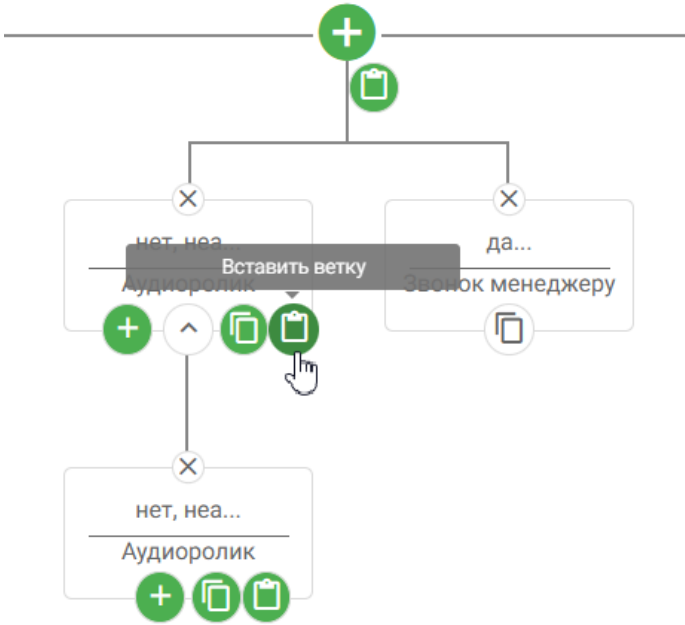 нет, неа...
да...
Вставить ветку
Аудиоролик
Звонок менеджеру
нет, неа...
Аудиоролик